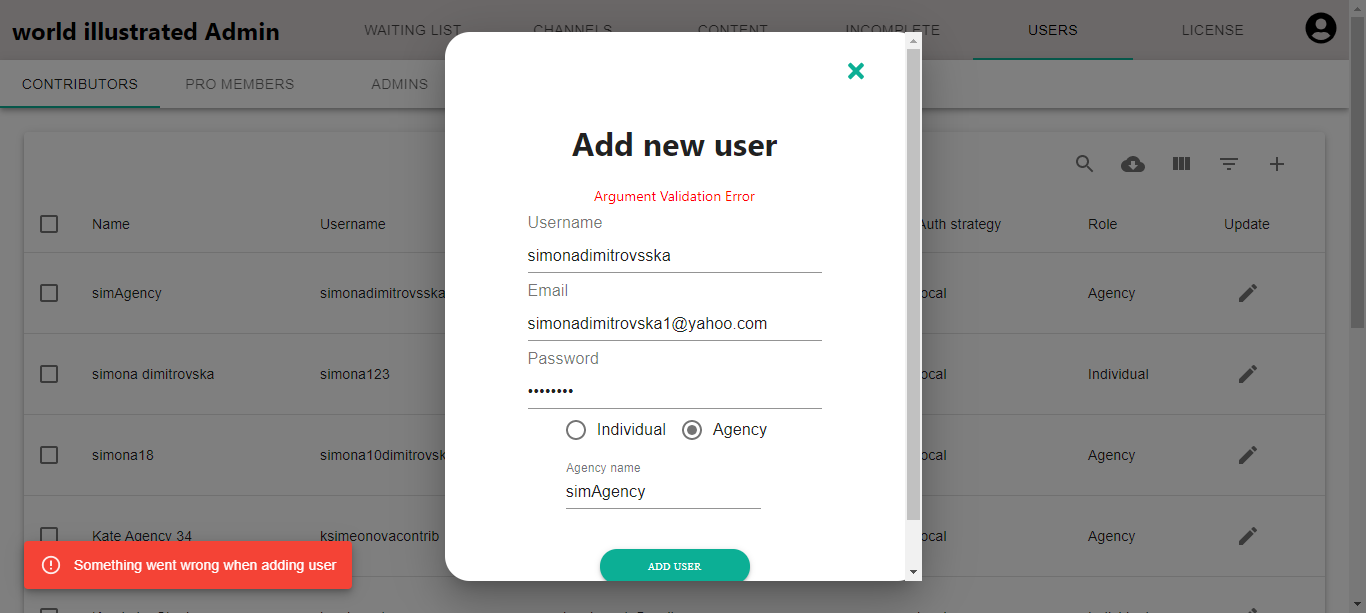 world illustrated Admin
WAITING LIST
CHANNELS
CONTENT
INCOMPLETE
USERS
LICENSE
CONTRIBUTORS
PRO MEMBERS
ADMINS
Add new user
Argument Validation Error
Username
simonadimitrovsska
Email
simonadimitrovska1@yahoo.com
Password
••••••••
Individual
Agency
Agency name
simAgency
ADD USER
Name
Username
Auth strategy
Role
Update
simAgency
simonadimitrovsska
ocal
Agency
simona dimitrovska
simona123
ocal
Individual
simona18
simona10dimitrovsk
ocal
Agency
Kate Agency 34
ksimeonovacontrib
ocal
Agency
Something went wrong when adding user